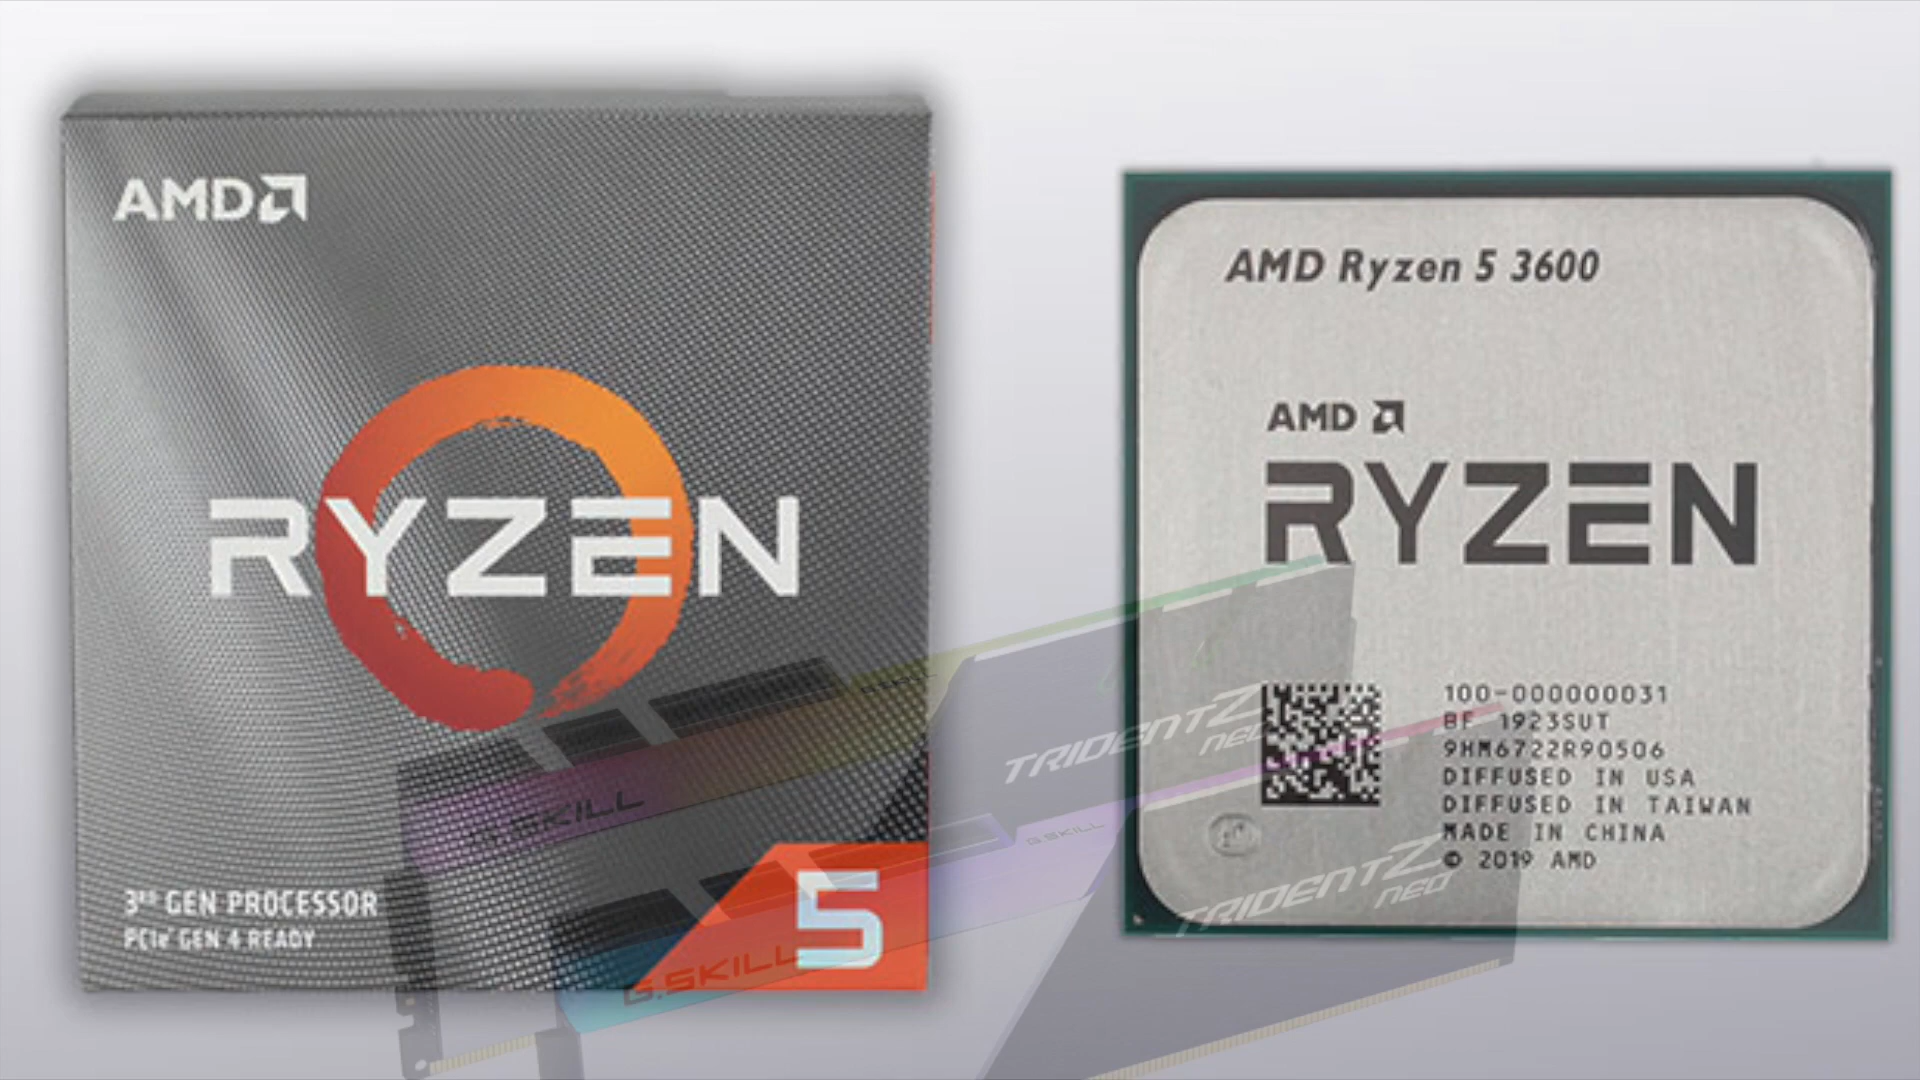 AMD
RYZEN
3RD GEN PROCESSOR
PCIe® GEN 4 READY
5
AMD Ryzen 5 3600
AMD
RYZEN
100-000000031
BF 1923SUT
9HM6722R90506
DIFFUSED IN USA
DIFFUSED IN TAIWAN
MADE IN CHINA
© 2019 AMD
G.SKILL
TRIDENTZ
NEO
G.SKILL
G.SKILL
TRIDENTZ
NEO
G.SKILL